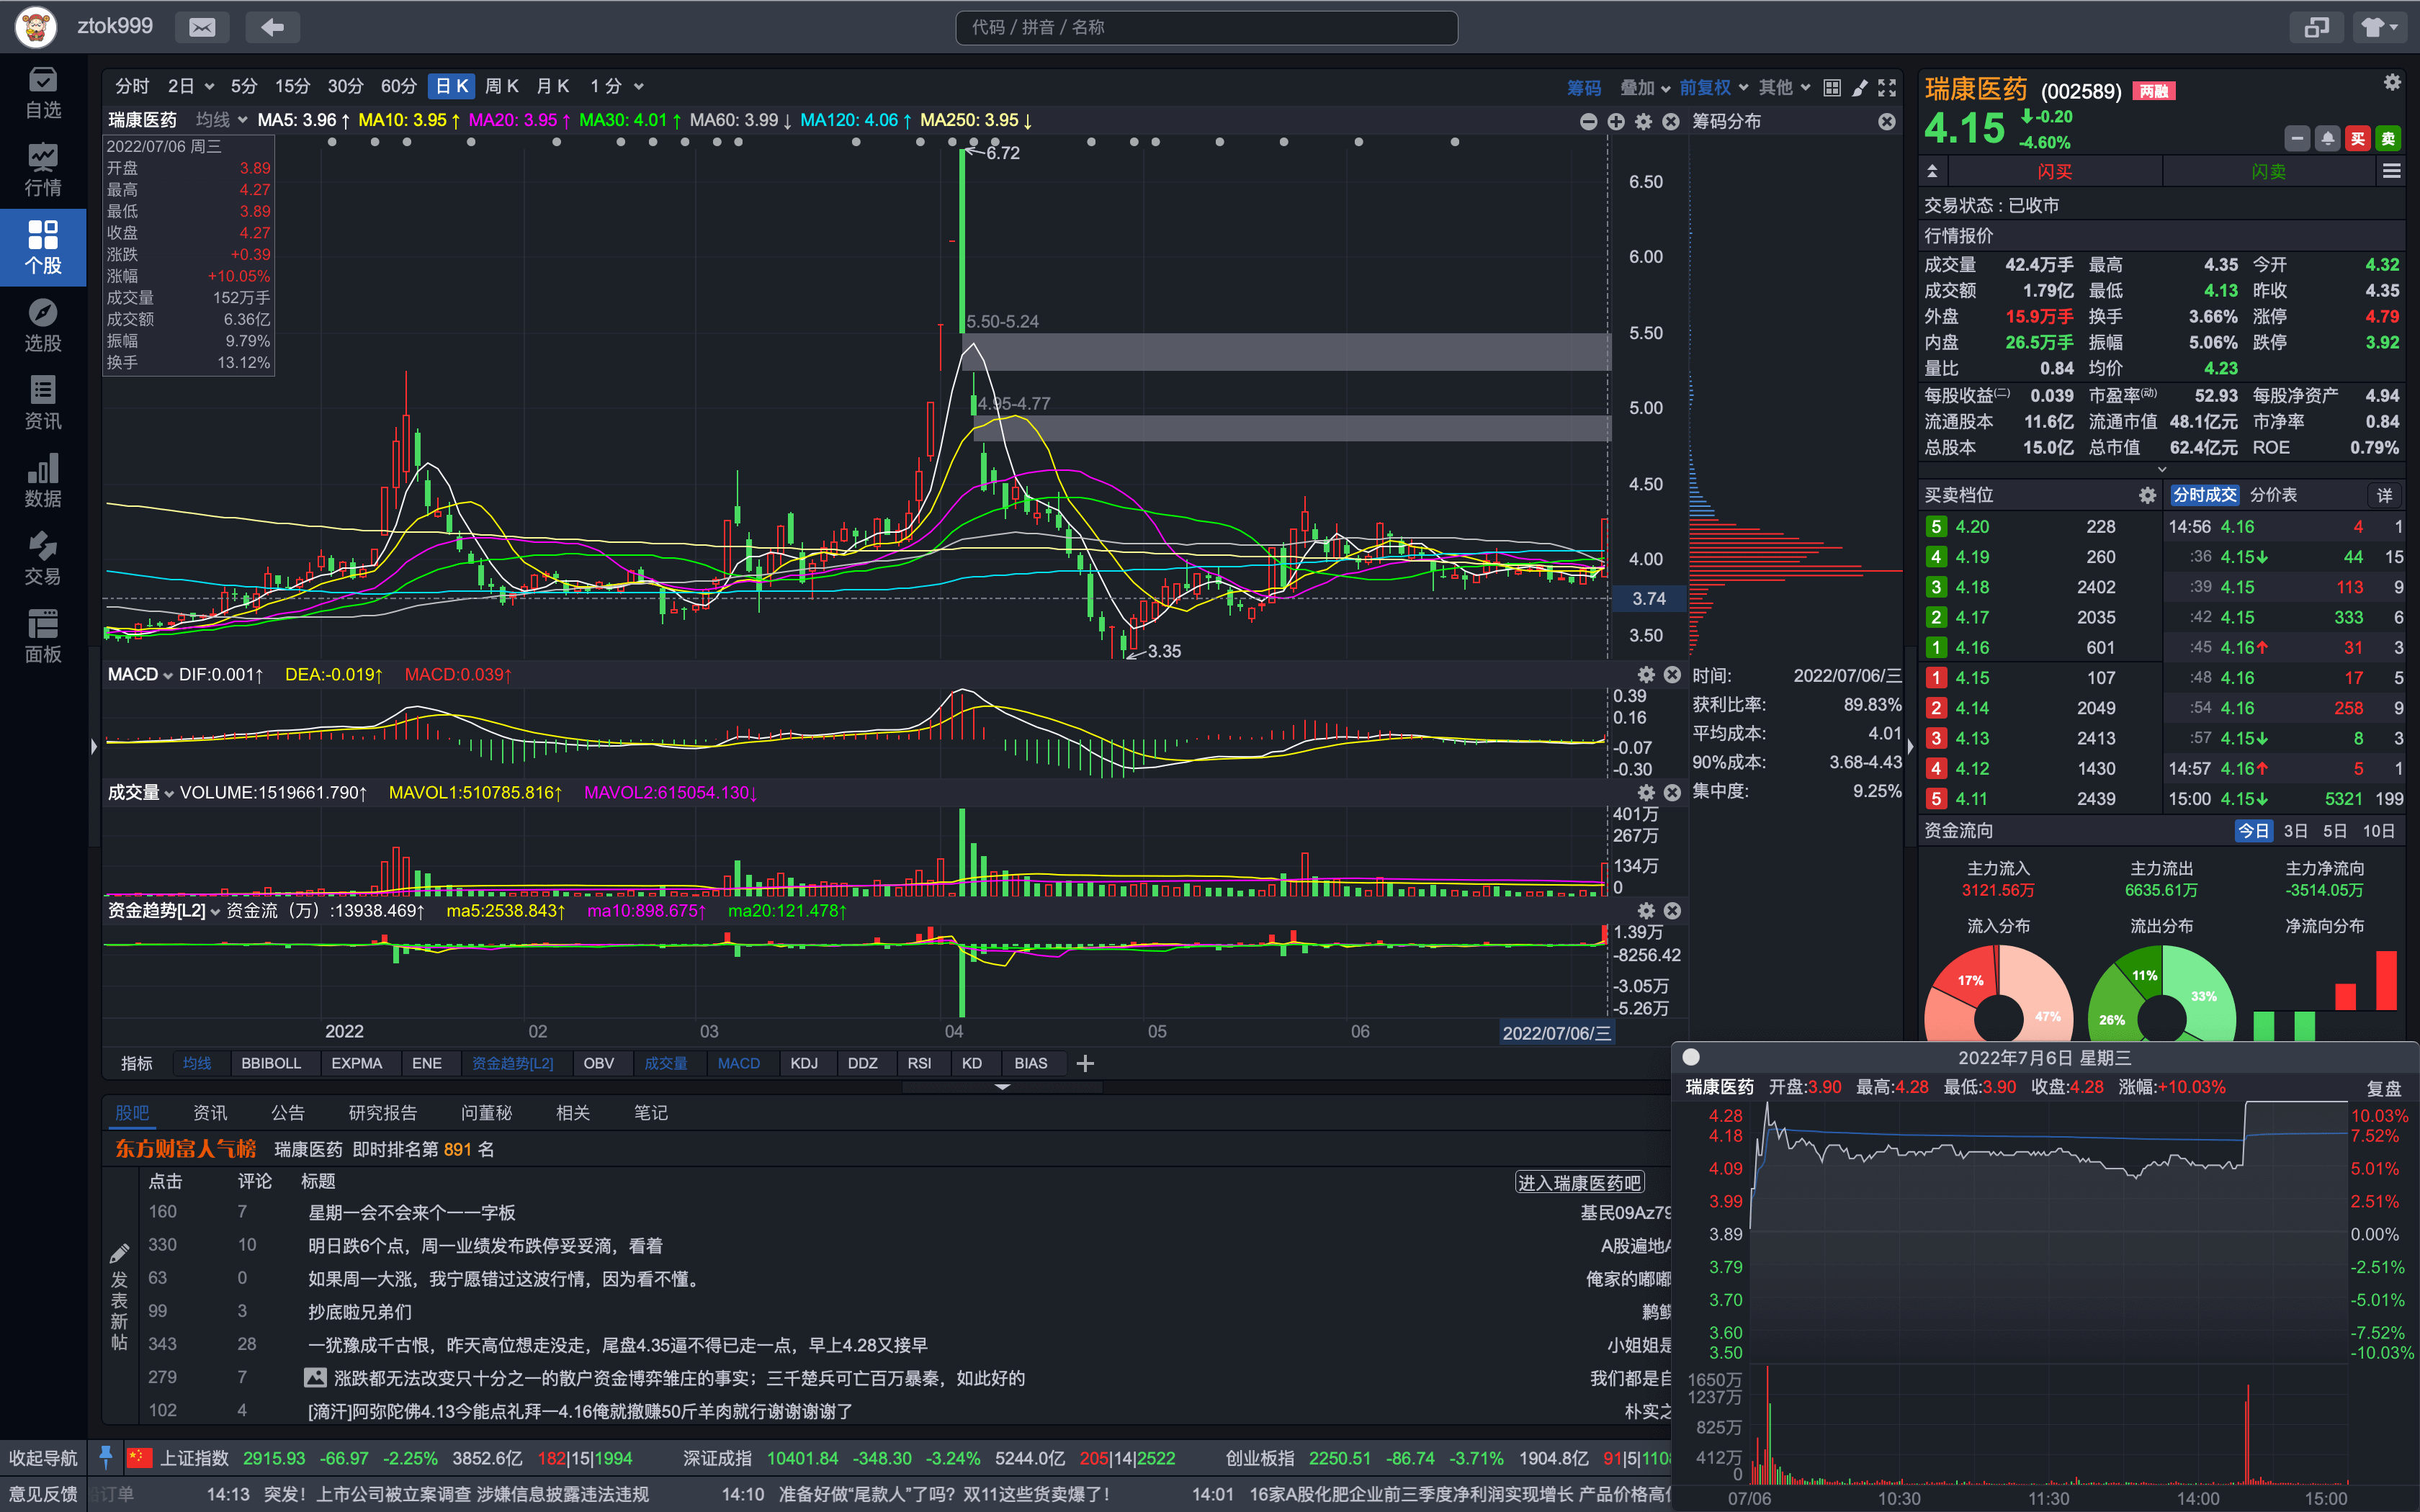 ztok999
代码 / 拼音 / 名称
自选
行情
个股
选股
资讯
数据
交易
面板
收起导航
意见反馈
分时 2日 5分 15分 30分 60分 日K 周K 月K 1分 筹码 叠加 前复权 其他
瑞康医药 均线 MA5: 3.96↑ MA10: 3.95↑ MA20: 3.95↑ MA30: 4.01↑ MA60: 3.99↓ MA120: 4.06↑ MA250: 3.95↓
2022/07/06 周三
开盘 3.89
最高 4.27
最低 3.89
收盘 4.27
涨跌 +0.39
涨幅 +10.05%
成交量 152万手
成交额 6.36亿
振幅 9.79%
换手 13.12%
6.72
5.50-5.24
4.95-4.77
3.35
6.50
6.00
5.50
5.00
4.50
4.00
3.74
3.50
筹码分布
时间: 2022/07/06/三
获利比率: 89.83%
平均成本: 4.01
90%成本: 3.68-4.43
集中度: 9.25%
MACD DIF:0.001↑ DEA:-0.019↑ MACD:0.039↑
0.39
0.16
-0.07
-0.30
成交量 VOLUME:1519661.790↑ MAVOL1:510785.816↑ MAVOL2:615054.130↓
401万
267万
134万
0
资金趋势[L2] 资金流（万）:13938.469↑ ma5:2538.843↑ ma10:898.675↑ ma20:121.478↑
1.39万
-8256.42
-3.05万
-5.26万
2022 02 03 04 05 06 2022/07/06/三
指标 均线 BBIBOLL EXPMA ENE 资金趋势[L2] OBV 成交量 MACD KDJ DDZ RSI KD BIAS
股吧 资讯 公告 研究报告 问董秘 相关 笔记
东方财富人气榜 瑞康医药 即时排名第 891 名
点击 评论 标题 进入瑞康医药吧
发表新帖
160 7 星期一会不会来个一一字板 基民09Az79
330 10 明日跌6个点，周一业绩发布跌停妥妥滴，看着 A股遍地
63 0 如果周一大涨，我宁愿错过这波行情，因为看不懂。 俺家的嘟嘟
99 3 抄底啦兄弟们
343 28 一犹豫成千古恨，昨天高位想走没走，尾盘4.35逼不得已走一点，早上4.28又接早 小姐姐是
279 7 涨跌都无法改变只十分之一的散户资金博弈雏庄的事实；三千楚兵可亡百万暴秦，如此好的 我们都是自
102 4 [滴汗]阿弥陀佛4.13今能点礼拜一4.16俺就撤赚50斤羊肉就行谢谢谢谢了 朴实之
瑞康医药 (002589) 两融
4.15 -0.20
-4.60%
买 卖
闪买 闪卖
交易状态：已收市
行情报价
成交量 42.4万手 最高 4.35 今开 4.32
成交额 1.79亿 最低 4.13 昨收 4.35
外盘 15.9万手 换手 3.66% 涨停 4.79
内盘 26.5万手 振幅 5.06% 跌停 3.92
量比 0.84 均价 4.23
每股收益(二) 0.039 市盈率(动) 52.93 每股净资产 4.94
流通股本 11.6亿 流通市值 48.1亿元 市净率 0.84
总股本 15.0亿 总市值 62.4亿元 ROE 0.79%
买卖档位 分时成交 分价表 详
5 4.20 228 14:56 4.16 4 1
4 4.19 260 :36 4.15↓ 44 15
3 4.18 2402 :39 4.15 113 9
2 4.17 2035 :42 4.15 333 6
1 4.16 601 :45 4.16↑ 31 3
1 4.15 107 :48 4.16 17 5
2 4.14 2049 :54 4.16 258 9
3 4.13 2413 :57 4.15↓ 8 3
4 4.12 1430 14:57 4.16↑ 5 1
5 4.11 2439 15:00 4.15↓ 5321 199
资金流向 今日 3日 5日 10日
主力流入 主力流出 主力净流向
3121.56万 6635.61万 -3514.05万
流入分布 流出分布 净流向分布
17% 47% 11% 33% 26%
2022年7月6日 星期三
瑞康医药 开盘:3.90 最高:4.28 最低:3.90 收盘:4.28 涨幅:+10.03% 复盘
4.28 10.03%
4.18 7.52%
4.09 5.01%
3.99 2.51%
3.89 0.00%
3.79 -2.51%
3.70 -5.01%
3.60 -7.52%
3.50 -10.03%
1650万
1237万
825万
412万
0
07/06 10:30 11:30 14:00 15:00
上证指数 2915.93 -66.97 -2.25% 3852.6亿 182|15|1994 深证成指 10401.84 -348.30 -3.24% 5244.0亿 205|14|2522 创业板指 2250.51 -86.74 -3.71% 1904.8亿 91|5|110
订单 14:13 突发！上市公司被立案调查 涉嫌信息披露违法违规 14:10 准备好做“尾款人”了吗？双11这些货卖爆了！ 14:01 16家A股化肥企业前三季度净利润实现增长 产品价格高